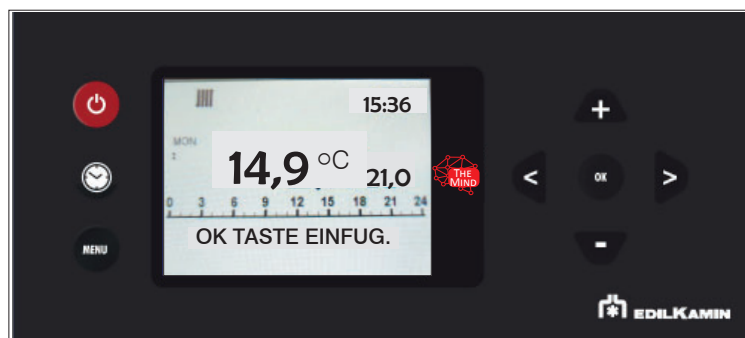 15:36
MON
14,9 °C
21,0
0 3 6 9 12 15 18 21 24
OK TASTE EINFUG.
MENU
THE MIND
+
< OK >
-
EDILKAMIN